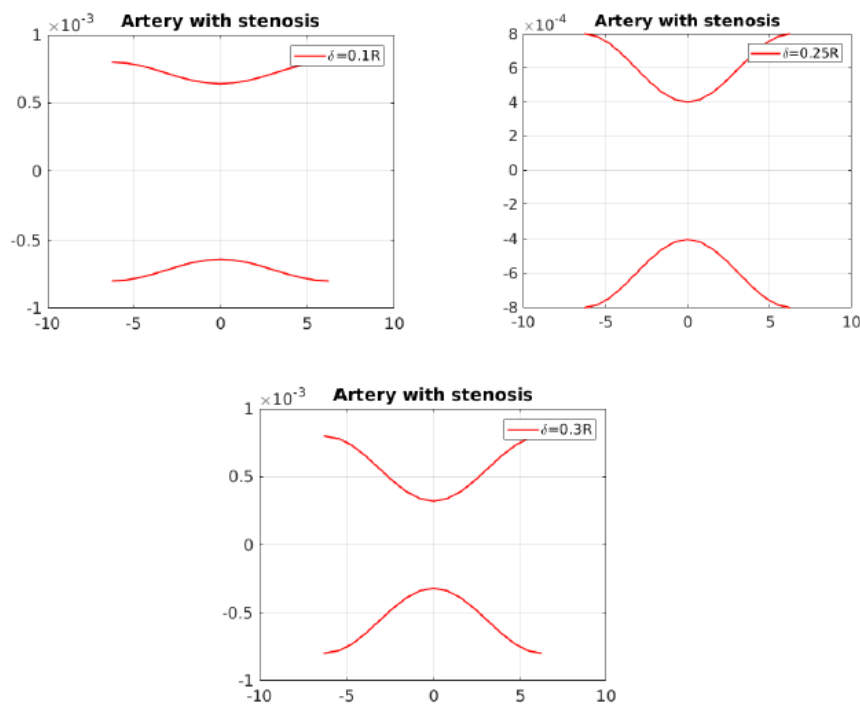 Artery with stenosis
×10-3
δ=0.1R
1
0.5
0
-0.5
-1
-10 -5 0 5 10
Artery with stenosis
×10-4
δ=0.25R
8
6
4
2
0
-2
-4
-6
-8
-10 -5 0 5 10
Artery with stenosis
×10-3
δ=0.3R
1
0.5
0
-0.5
-1
-10 -5 0 5 10